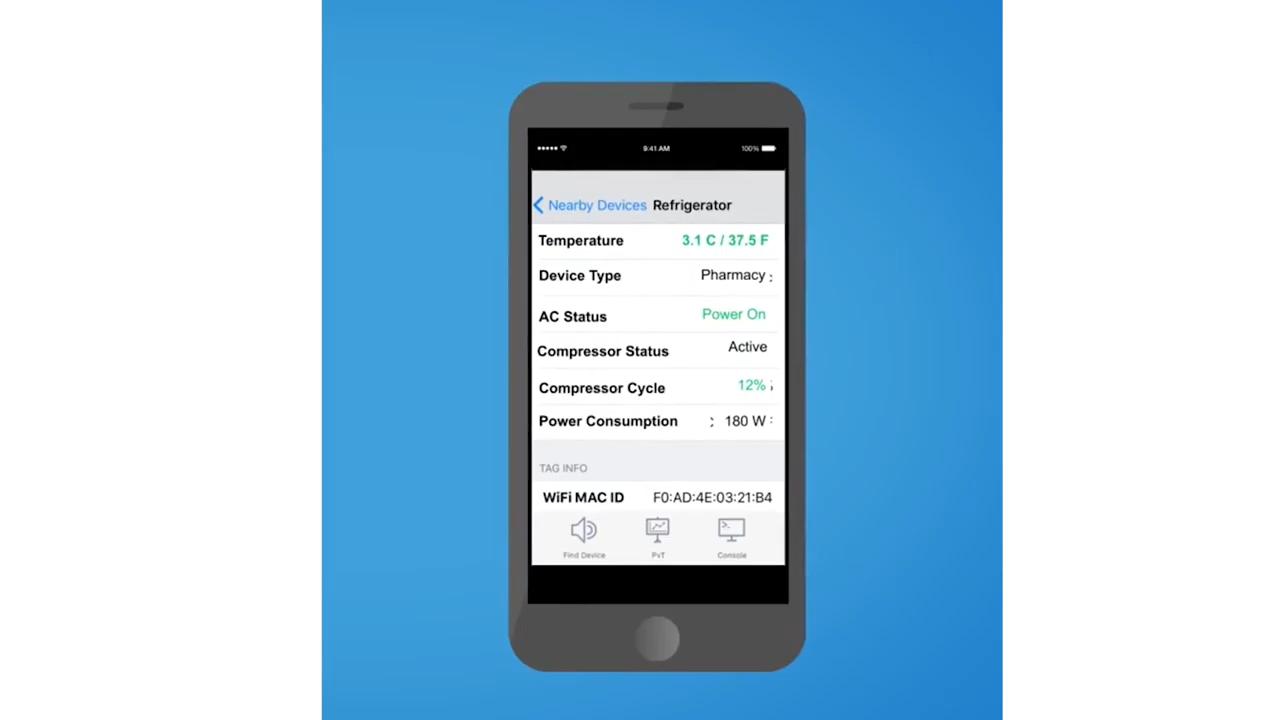 9:41 AM 100%
Nearby Devices Refrigerator
Temperature 3.1 C / 37.5 F
Device Type Pharmacy
AC Status Power On
Compressor Status Active
Compressor Cycle 12%
Power Consumption 180 W
TAG INFO
WiFi MAC ID F0:AD:4E:03:21:B4
Find Device PvT Console